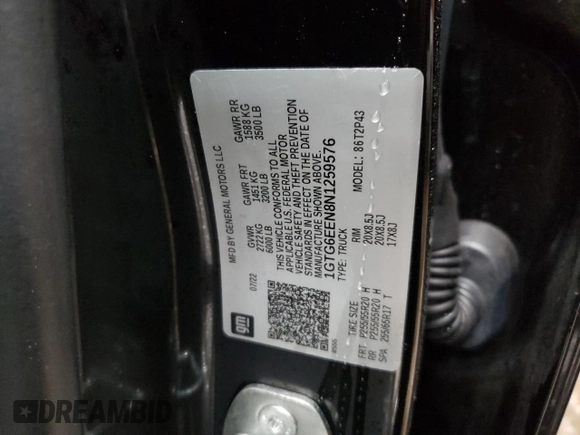 MFD BY GENERAL MOTORS LLC
07/22
GVWR GAWR FRT GAWR RR
2722 KG 1451 KG 1588 KG
6000 LB 3200 LB 3500 LB
THIS VEHICLE CONFORMS TO ALL
APPLICABLE U.S. FEDERAL MOTOR
VEHICLE SAFETY AND THEFT PREVENTION
STANDARDS IN EFFECT ON THE DATE OF
MANUFACTURE SHOWN ABOVE.
1GTG6EEN8N1259576
TYPE: TRUCK MODEL: 86T2P43
TIRE SIZE RIM
FRT P255/55R20 H 20X8.5J
RR P255/55R20 H 20X8.5J
SPA 255/65R17 T 17X8J
gm
DREAMBID